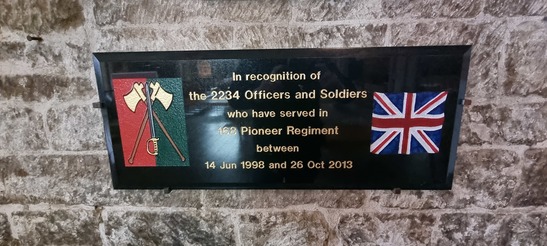 In recognition of
the 2234 Officers and Soldiers
who have served in
168 Pioneer Regiment
between
14 Jun 1998 and 26 Oct 2013